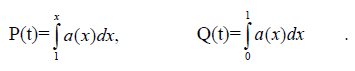 P(t)=∫₁ˣ a(x)dx, Q(t)=∫₀¹ a(x)dx .